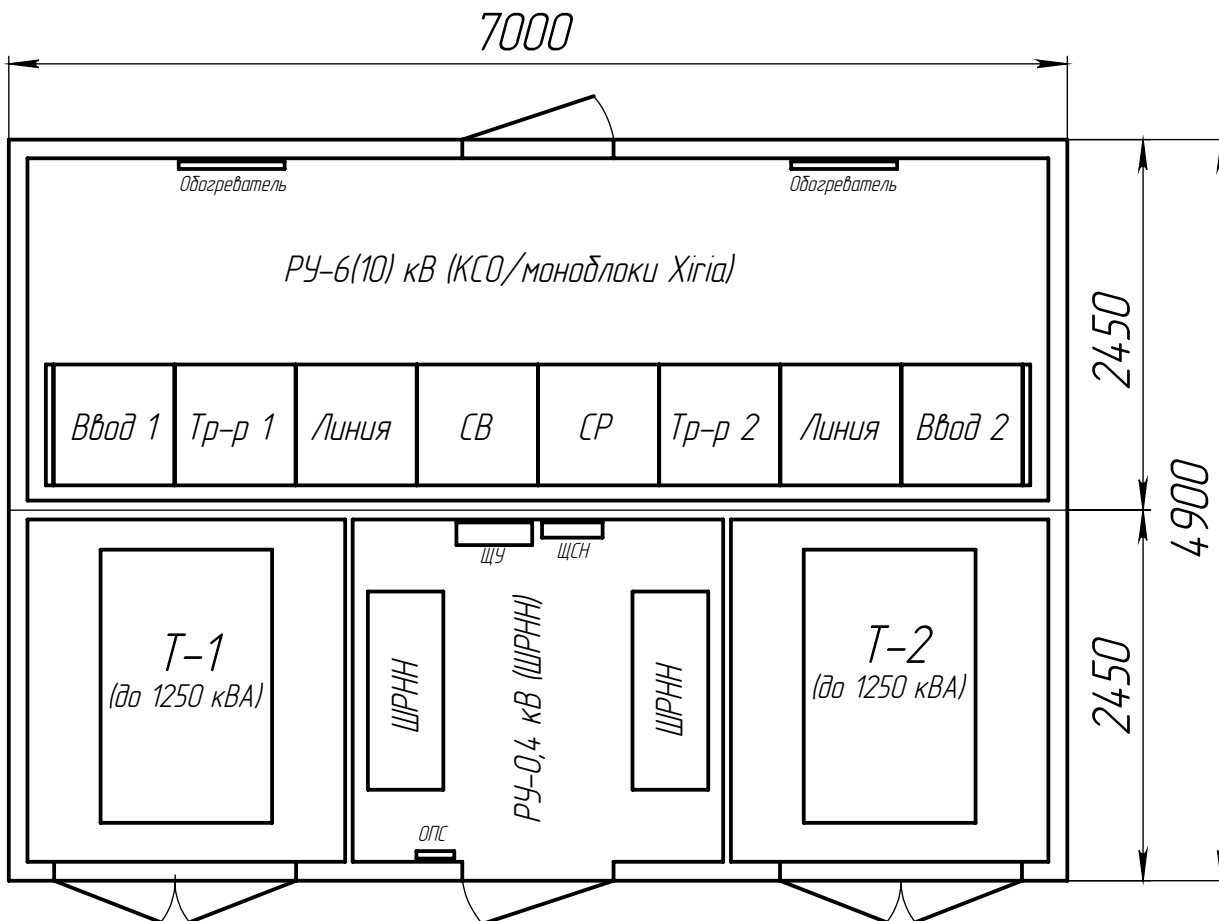 7000
Обогреватель
Обогреватель
РУ-6(10) кВ (КСО/моноблоки Xiria)
2450
Ввод 1
Тр-р 1
Линия
СВ
СР
Тр-р 2
Линия
Ввод 2
4900
ЩУ
ЩСН
Т-1
(до 1250 кВА)
ШРНН
РУ-0,4 кВ (ШРНН)
ШРНН
Т-2
(до 1250 кВА)
2450
ОПС